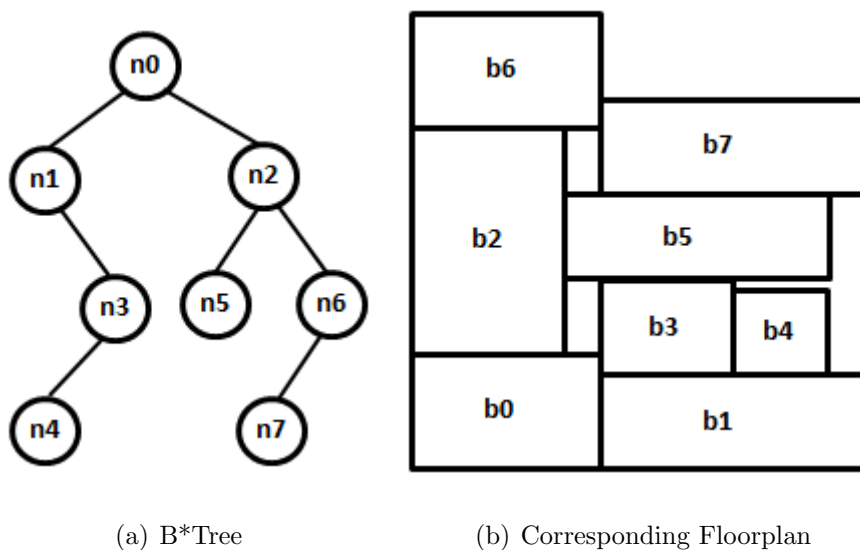 n0
n1
n2
n3
n5
n6
n4
n7
b6
b7
b2
b5
b3
b4
b0
b1
(a) B*Tree
(b) Corresponding Floorplan